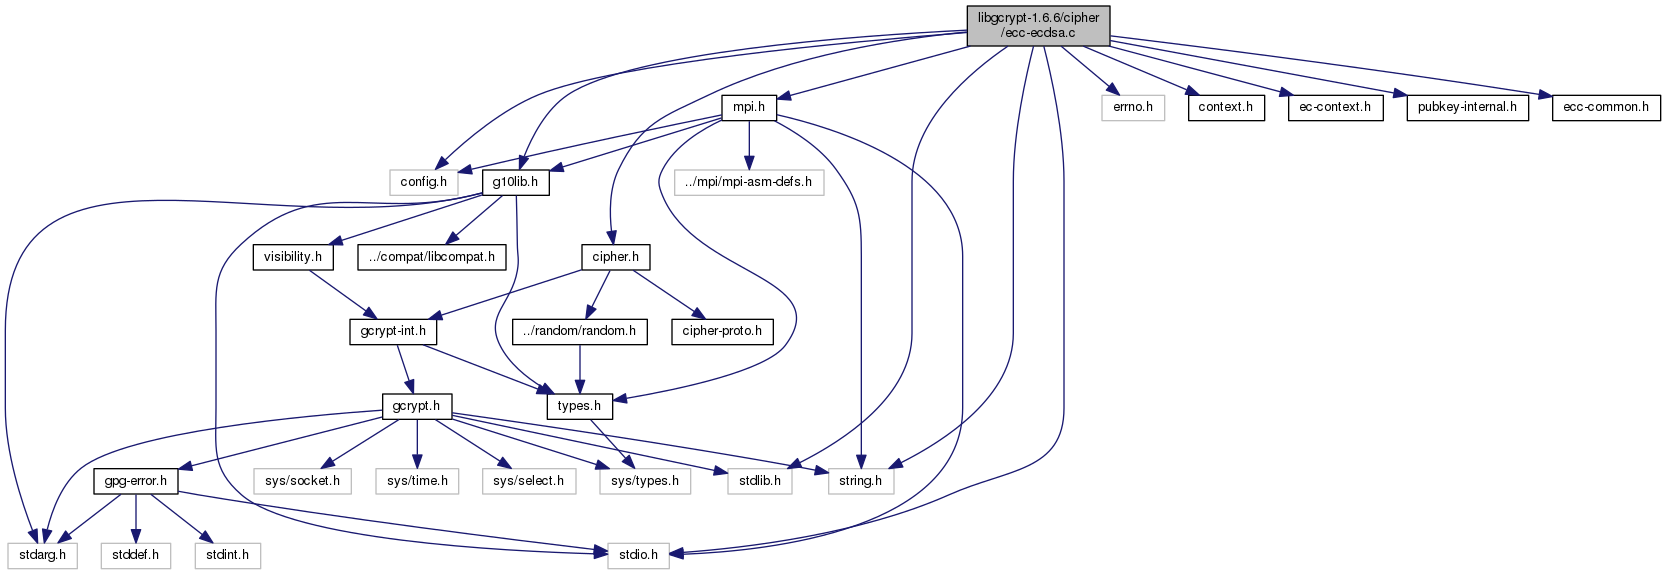 libgcrypt-1.6.6/cipher
/ecc-ecdsa.c
mpi.h
errno.h
context.h
ec-context.h
pubkey-internal.h
ecc-common.h
config.h
g10lib.h
../mpi/mpi-asm-defs.h
visibility.h
../compat/libcompat.h
cipher.h
gcrypt-int.h
../random/random.h
cipher-proto.h
gcrypt.h
types.h
gpg-error.h
sys/socket.h
sys/time.h
sys/select.h
sys/types.h
stdlib.h
string.h
stdarg.h
stddef.h
stdint.h
stdio.h